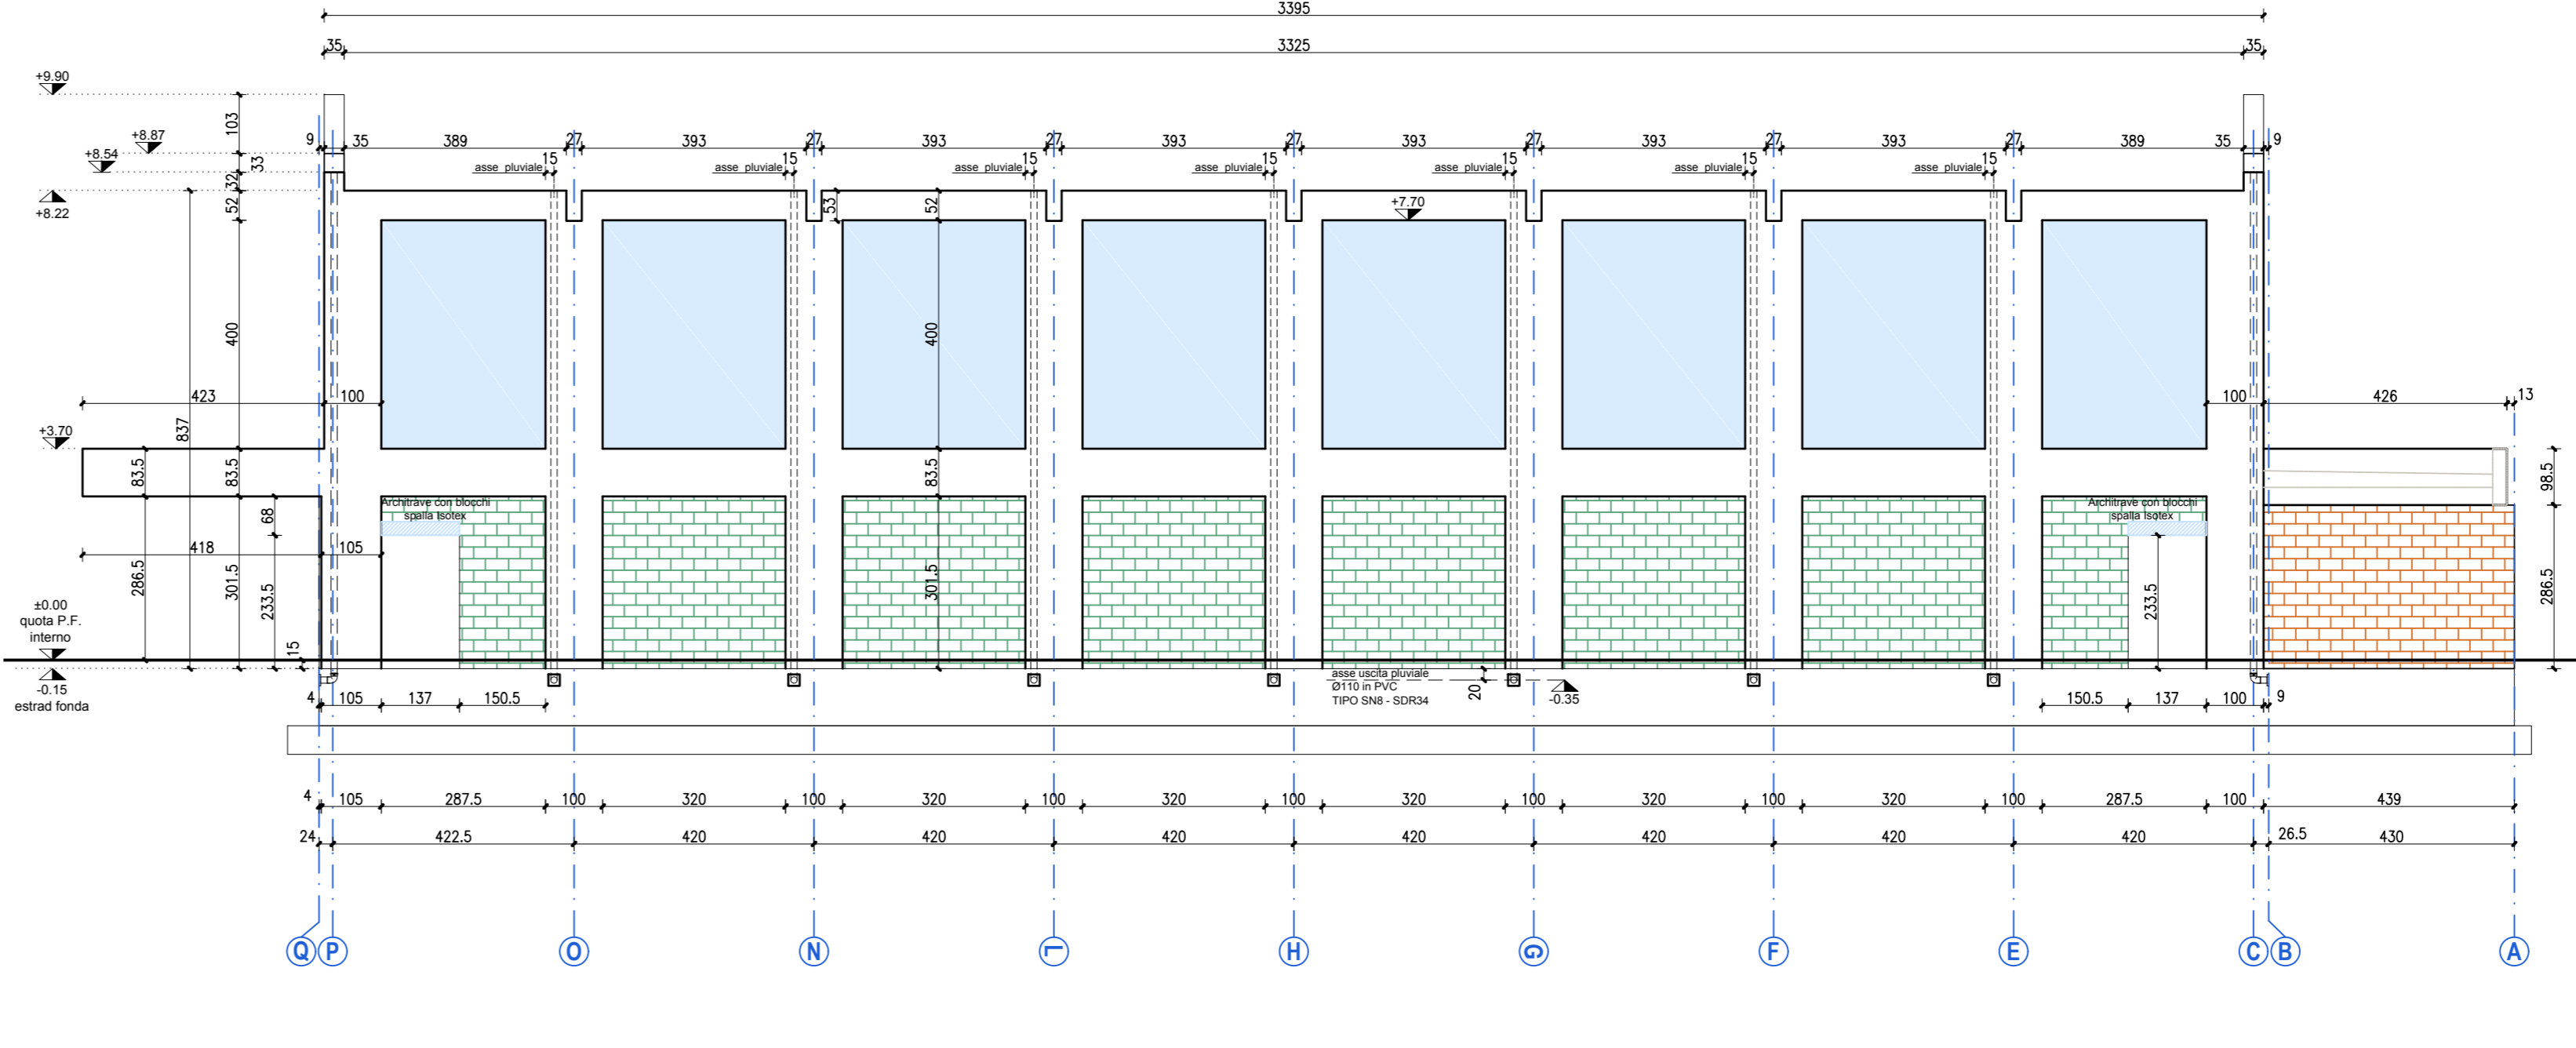 3395
35 3325 35
+9.90
+8.87
+8.54
+8.22
103
33
32
52
9 35 389 27 393 27 393 27 393 27 393 27 393 27 393 27 389 35 9
15 15 15 15 15 15 15
asse pluviale asse pluviale asse pluviale asse pluviale asse pluviale asse pluviale asse pluviale
53 52
+7.70
400 400
837
423 100 100 426 13
+3.70
83.5 83.5 83.5 98.5
Architrave con blocchi
spalla Isotex
Architrave con blocchi
spalla Isotex
68
418 105
286.5 301.5 233.5 301.5 233.5 286.5
±0.00
quota P.F.
interno
15
-0.15
estrad fonda
asse uscita pluviale
Ø110 in PVC
TIPO SN8 - SDR34
20
-0.35
4 105 137 150.5 150.5 137 100 9
4 105 287.5 100 320 100 320 100 320 100 320 100 320 100 320 100 287.5 100 439
24 422.5 420 420 420 420 420 420 420 26.5 430
Q P O N L H G F E C B A